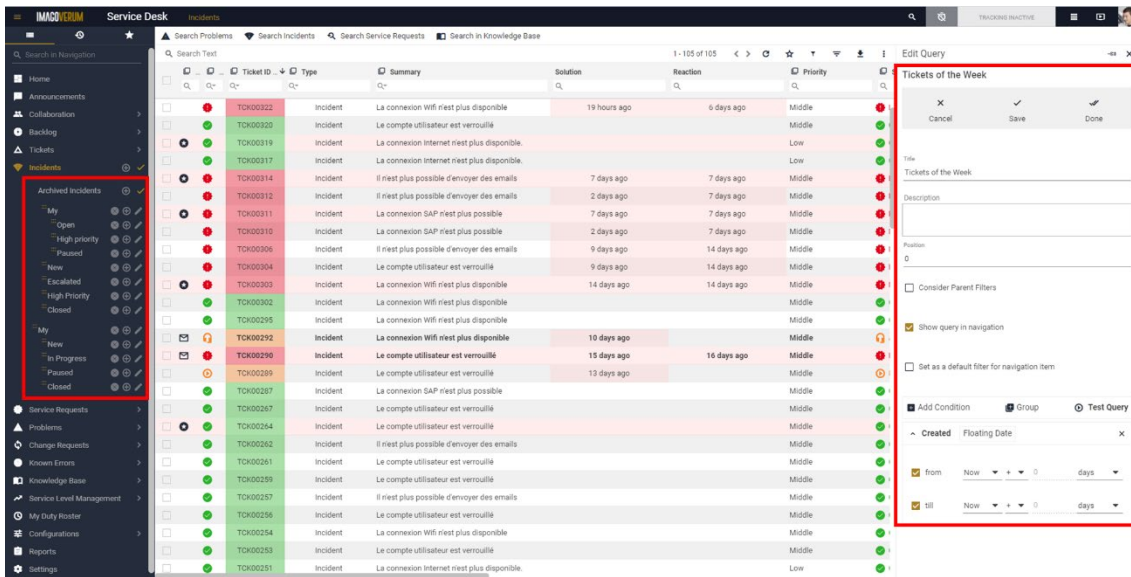 IMAGOVERUM Service Desk Incidents TRACKING INACTIVE
Search Problems Search Incidents Search Service Requests Search in Knowledge Base
Search in Navigation
Home
Announcements
Collaboration
Backlog
Tickets
Incidents
Archived Incidents
My
Open
High priority
Paused
New
Escalated
High Priority
Closed
My
New
In Progress
Paused
Closed
Service Requests
Problems
Change Requests
Known Errors
Knowledge Base
Service Level Management
My Duty Roster
Configurations
Reports
Settings
Search Text 1 - 105 of 105
Ticket ID Type Summary Solution Reaction Priority
TCK00322 Incident La connexion Wifi n'est plus disponible 19 hours ago 6 days ago Middle
TCK00320 Incident Le compte utilisateur est verrouillé Middle
TCK00319 Incident La connexion Internet n'est plus disponible. Low
TCK00317 Incident La connexion Internet n'est plus disponible. Low
TCK00314 Incident Il n'est plus possible d'envoyer des emails 7 days ago 7 days ago Middle
TCK00312 Incident Il n'est plus possible d'envoyer des emails 2 days ago 7 days ago Middle
TCK00311 Incident La connexion SAP n'est plus possible 7 days ago 7 days ago Middle
TCK00310 Incident La connexion SAP n'est plus possible 2 days ago 7 days ago Middle
TCK00306 Incident Il n'est plus possible d'envoyer des emails 9 days ago 14 days ago Middle
TCK00304 Incident Le compte utilisateur est verrouillé 9 days ago 14 days ago Middle
TCK00303 Incident La connexion Wifi n'est plus disponible 14 days ago 14 days ago Middle
TCK00302 Incident La connexion Wifi n'est plus disponible Middle
TCK00295 Incident La connexion Wifi n'est plus disponible Middle
TCK00292 Incident La connexion Wifi n'est plus disponible 10 days ago Middle
TCK00290 Incident Le compte utilisateur est verrouillé 15 days ago 16 days ago Middle
TCK00289 Incident Le compte utilisateur est verrouillé 13 days ago Middle
TCK00287 Incident La connexion SAP n'est plus possible Middle
TCK00267 Incident Le compte utilisateur est verrouillé Middle
TCK00264 Incident Le compte utilisateur est verrouillé Middle
TCK00262 Incident Il n'est plus possible d'envoyer des emails Middle
TCK00261 Incident Le compte utilisateur est verrouillé Middle
TCK00259 Incident Le compte utilisateur est verrouillé Middle
TCK00257 Incident Il n'est plus possible d'envoyer des emails Middle
TCK00256 Incident Le compte utilisateur est verrouillé Middle
TCK00254 Incident La connexion Wifi n'est plus disponible Middle
TCK00253 Incident Le compte utilisateur est verrouillé Middle
TCK00251 Incident La connexion Internet n'est plus disponible. Low
Edit Query
Tickets of the Week
Cancel Save Done
Title
Tickets of the Week
Description
Position
0
Consider Parent Filters
Show query in navigation
Set as a default filter for navigation item
Add Condition Group Test Query
Created Floating Date
from Now + 0 days
till Now + 0 days